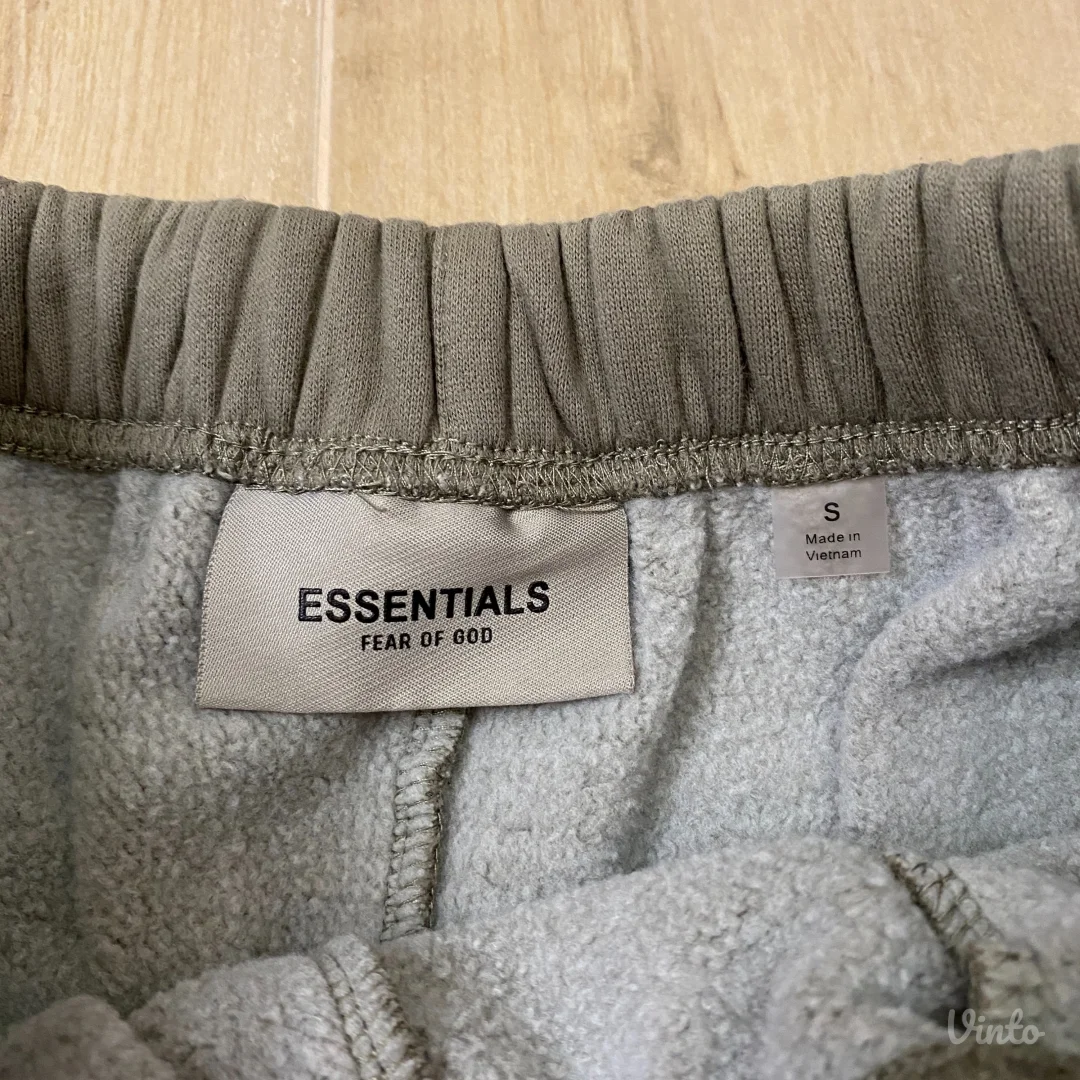 ESSENTIALS
FEAR OF GOD
S
Made in
Vietnam
Vinto